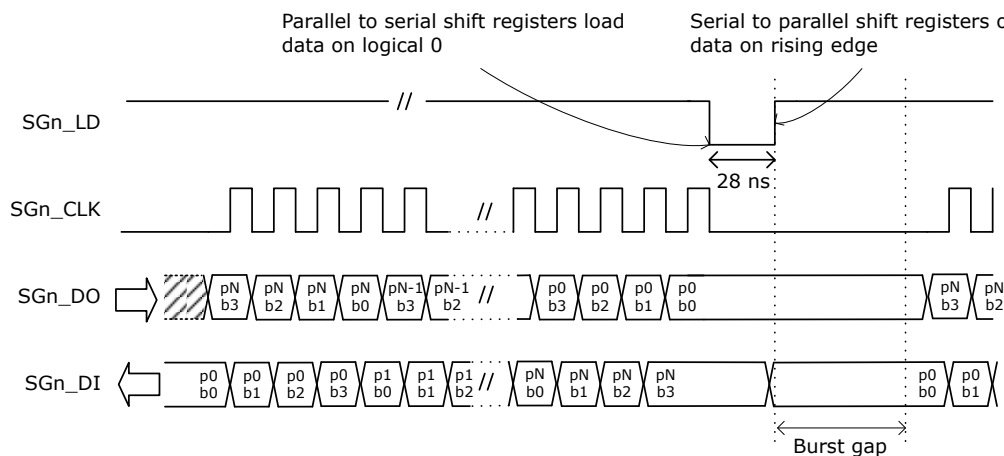 Parallel to serial shift registers load
data on logical 0
Serial to parallel shift registers
data on rising edge
SGn_LD
//
28 ns
SGn_CLK
//
SGn_DO
pN b3 pN b2 pN b1 pN b0 pN-1 b3 pN-1 b2 // p0 b3 p0 b2 p0 b1 p0 b0 pN b3 pN b2
SGn_DI
p0 b0 p0 b1 p0 b2 p0 b3 p1 b0 p1 b1 p1 b2 // pN b0 pN b1 pN b2 pN b3 p0 b0 p0 b1
Burst gap